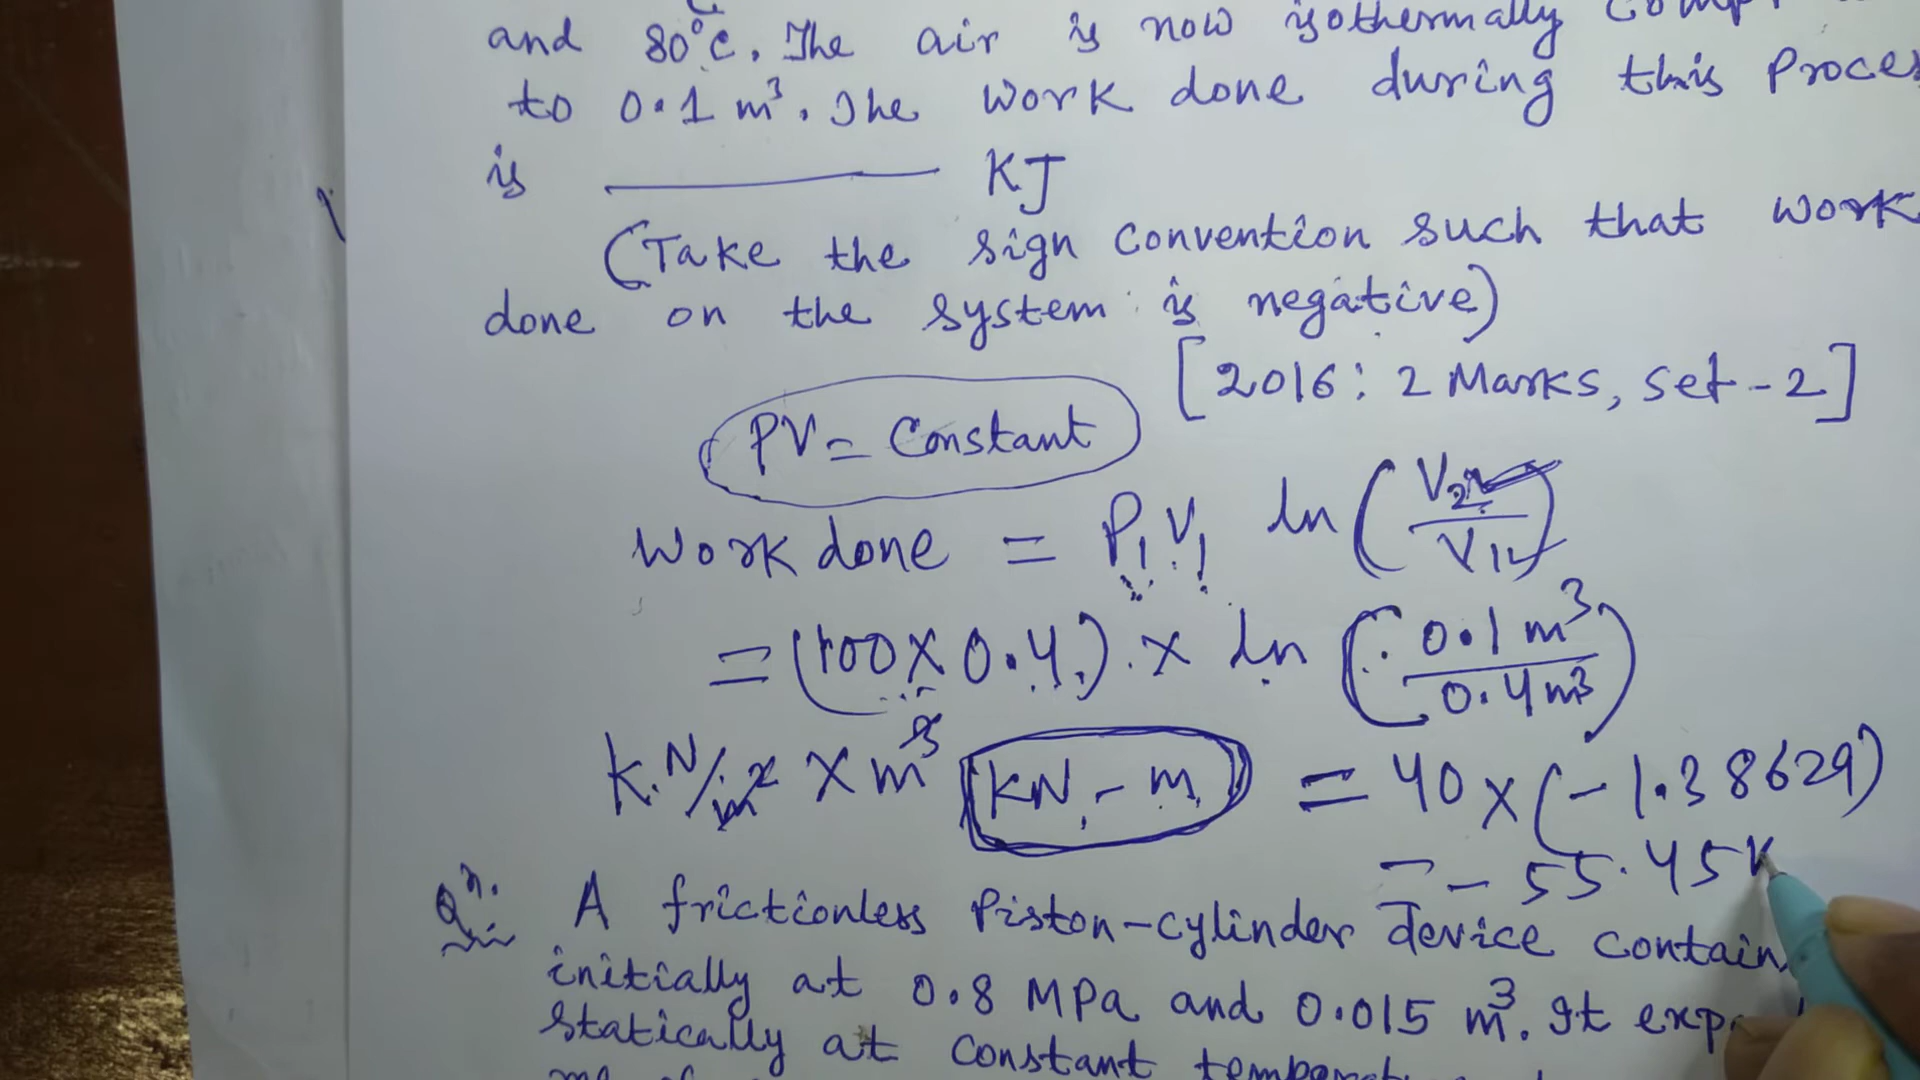 and 80°C. The air is now isothermally
to 0.1 m³. The work done during this
is ________ KJ
(Take the sign convention such that work
done on the system is negative)
[2016: 2 Marks, set-2]
PV = Constant
Work done = P₁V₁ ln (V₂/V₁)
= (100 × 0.4) × ln (0.1 m³/0.4 m³)
K.N/m² × m³ KN-m = 40 × (-1.38629)
= - 55.45
Qn. A frictionless Piston-cylinder device
initially at 0.8 MPa and 0.015 m³. It
statically at constant